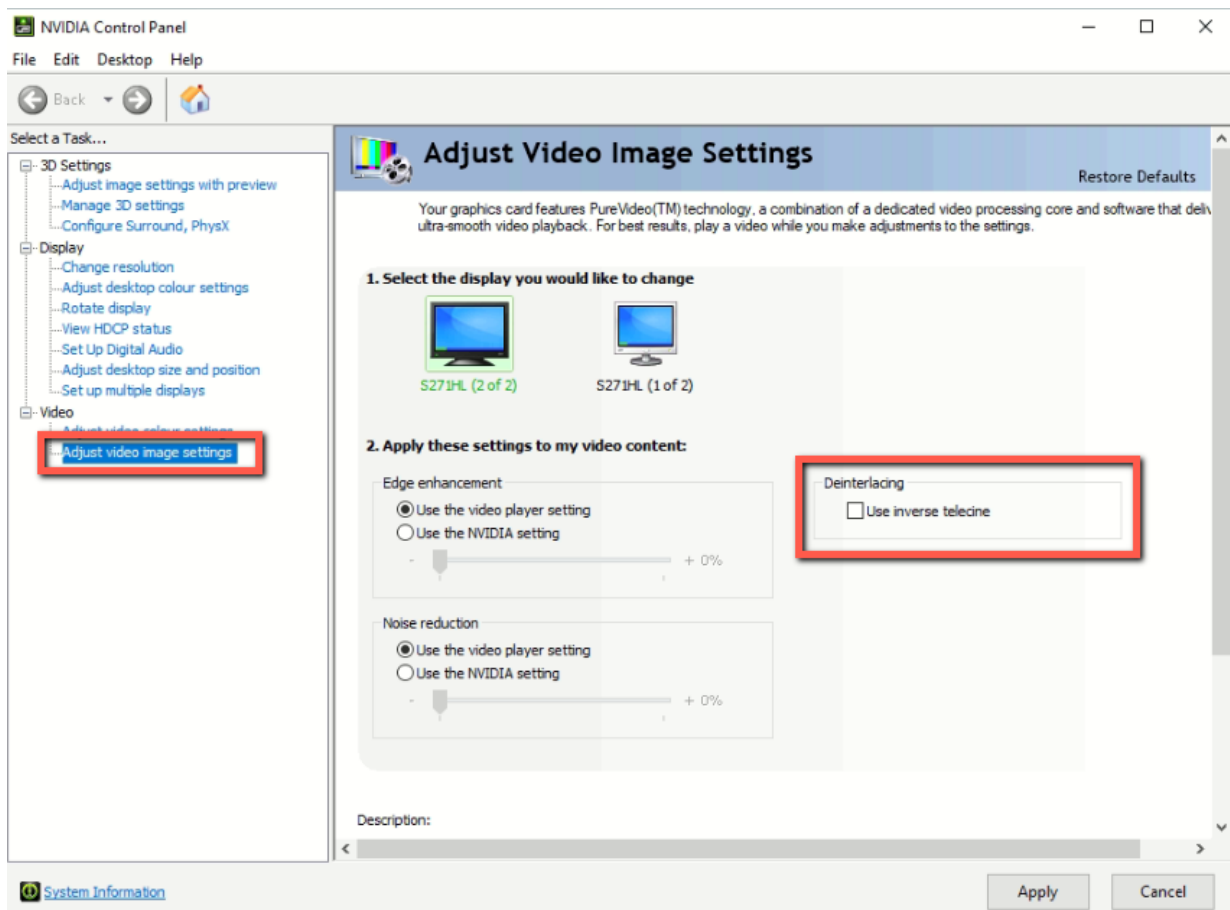 NVIDIA Control Panel
File Edit Desktop Help
Back
Select a Task...
3D Settings
Adjust image settings with preview
Manage 3D settings
Configure Surround, PhysX
Display
Change resolution
Adjust desktop colour settings
Rotate display
View HDCP status
Set Up Digital Audio
Adjust desktop size and position
Set up multiple displays
Video
Adjust video colour settings
Adjust video image settings
Adjust Video Image Settings
Restore Defaults
Your graphics card features PureVideo(TM) technology, a combination of a dedicated video processing core and software that deliv
ultra-smooth video playback. For best results, play a video while you make adjustments to the settings.
1. Select the display you would like to change
S271HL (2 of 2) S271HL (1 of 2)
2. Apply these settings to my video content:
Edge enhancement
Use the video player setting
Use the NVIDIA setting
- + 0%
Noise reduction
Use the video player setting
Use the NVIDIA setting
- + 0%
Deinterlacing
Use inverse telecine
Description:
System Information
Apply Cancel